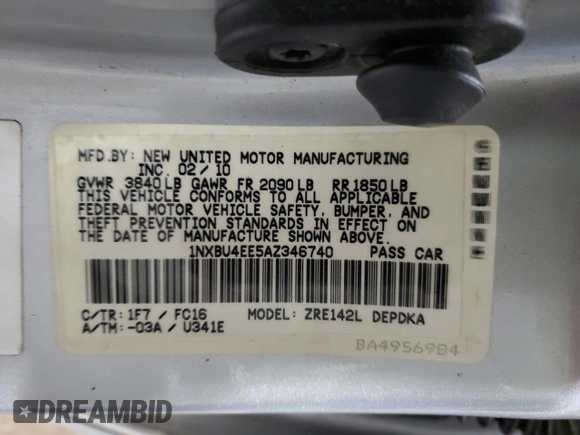 MFD.BY: NEW UNITED MOTOR MANUFACTURING
INC. 02/10
GVWR 3840LB GAWR FR 2090LB RR1850LB
THIS VEHICLE CONFORMS TO ALL APPLICABLE
FEDERAL MOTOR VEHICLE SAFETY, BUMPER, AND
THEFT PREVENTION STANDARDS IN EFFECT ON
THE DATE OF MANUFACTURE SHOWN ABOVE.
1NXBU4EE5AZ346740 PASS CAR
C/TR: 1F7 / FC16 MODEL: ZRE142L DEPDKA
A/TM: -03A / U341E
BA4956984
DREAMBID